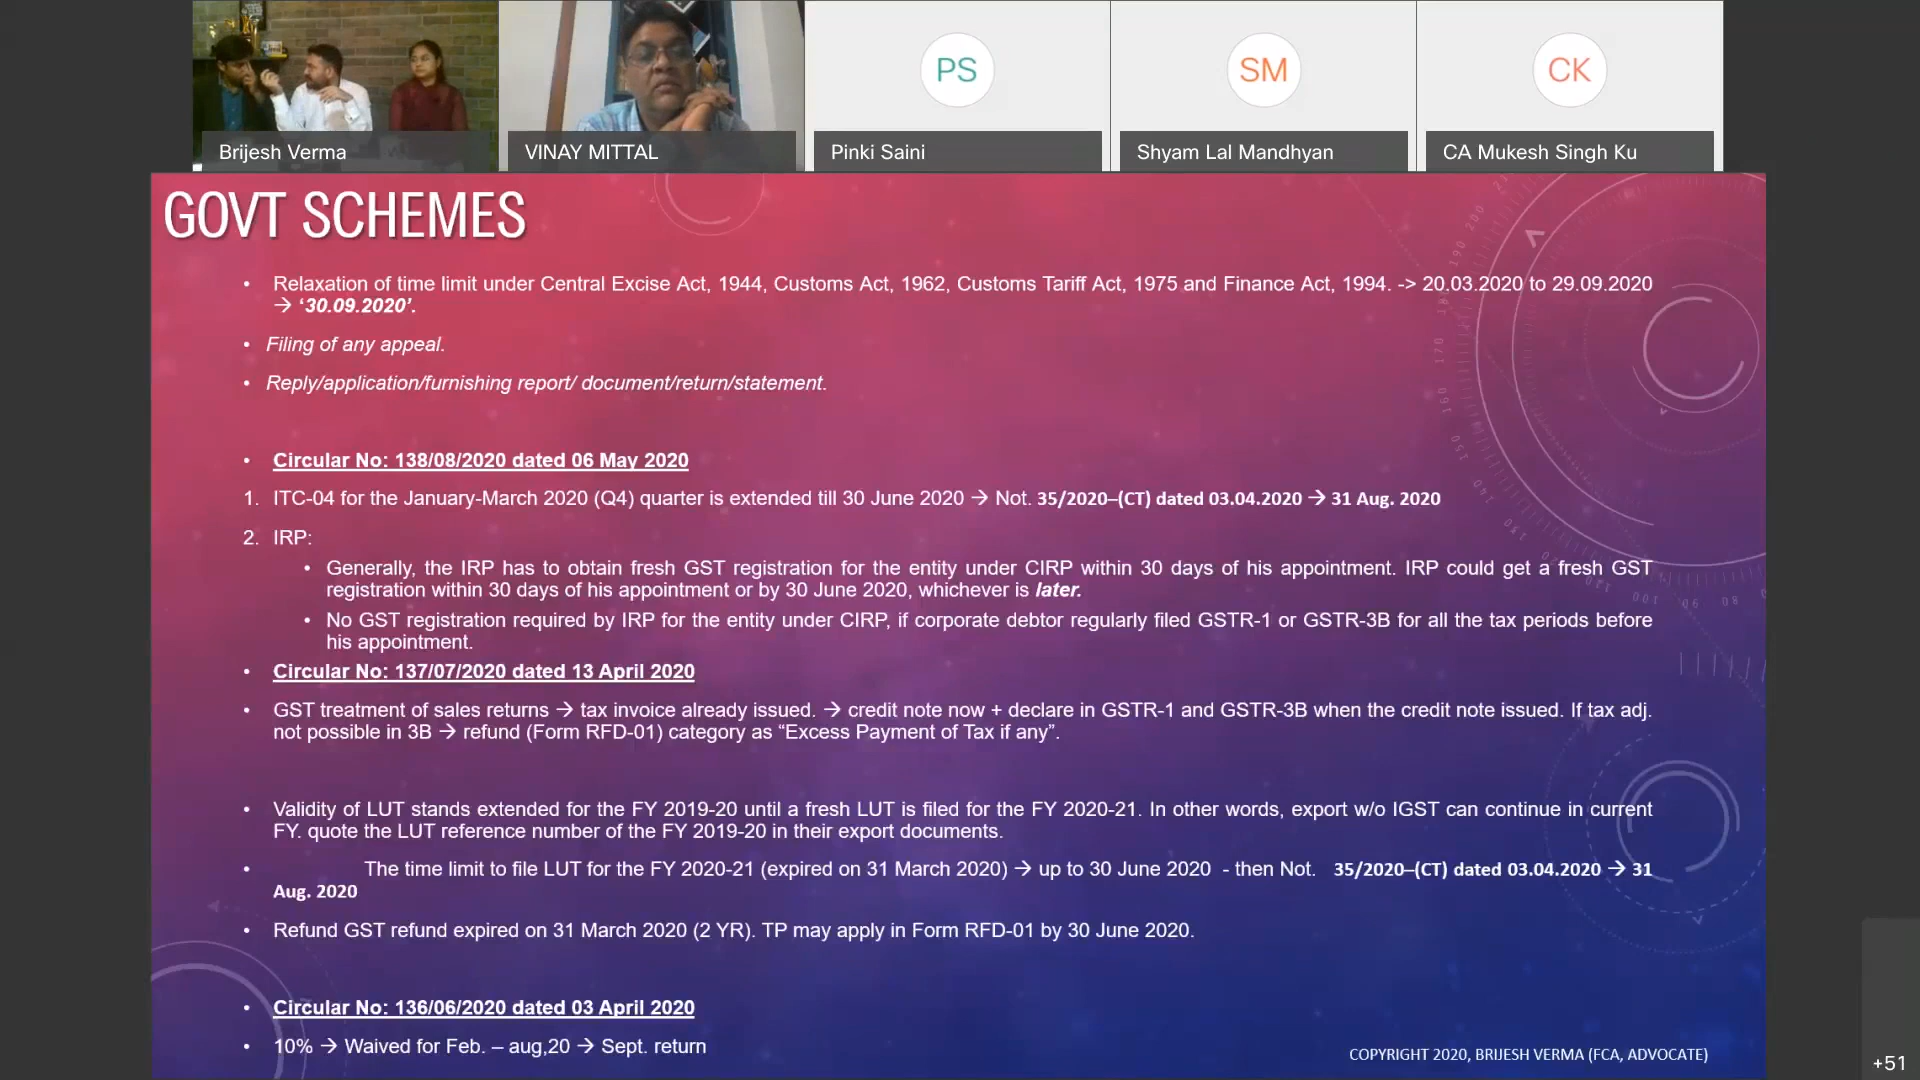 PS
SM
CK
Brijesh Verma
VINAY MITTAL
Pinki Saini
Shyam Lal Mandhyan
CA Mukesh Singh Ku
GOVT SCHEMES
• Relaxation of time limit under Central Excise Act, 1944, Customs Act, 1962, Customs Tariff Act, 1975 and Finance Act, 1994. -> 20.03.2020 to 29.09.2020
→ ‘30.09.2020’.
• Filing of any appeal.
• Reply/application/furnishing report/ document/return/statement.
• Circular No: 138/08/2020 dated 06 May 2020
1. ITC-04 for the January-March 2020 (Q4) quarter is extended till 30 June 2020 → Not. 35/2020–(CT) dated 03.04.2020 → 31 Aug. 2020
2. IRP:
• Generally, the IRP has to obtain fresh GST registration for the entity under CIRP within 30 days of his appointment. IRP could get a fresh GST
registration within 30 days of his appointment or by 30 June 2020, whichever is later.
• No GST registration required by IRP for the entity under CIRP, if corporate debtor regularly filed GSTR-1 or GSTR-3B for all the tax periods before
his appointment.
• Circular No: 137/07/2020 dated 13 April 2020
• GST treatment of sales returns → tax invoice already issued. → credit note now + declare in GSTR-1 and GSTR-3B when the credit note issued. If tax adj.
not possible in 3B → refund (Form RFD-01) category as “Excess Payment of Tax if any”.
• Validity of LUT stands extended for the FY 2019-20 until a fresh LUT is filed for the FY 2020-21. In other words, export w/o IGST can continue in current
FY. quote the LUT reference number of the FY 2019-20 in their export documents.
• The time limit to file LUT for the FY 2020-21 (expired on 31 March 2020) → up to 30 June 2020 - then Not. 35/2020–(CT) dated 03.04.2020 → 31
Aug. 2020
• Refund GST refund expired on 31 March 2020 (2 YR). TP may apply in Form RFD-01 by 30 June 2020.
• Circular No: 136/06/2020 dated 03 April 2020
• 10% → Waived for Feb. – aug,20 → Sept. return
COPYRIGHT 2020, BRIJESH VERMA (FCA, ADVOCATE)
+51